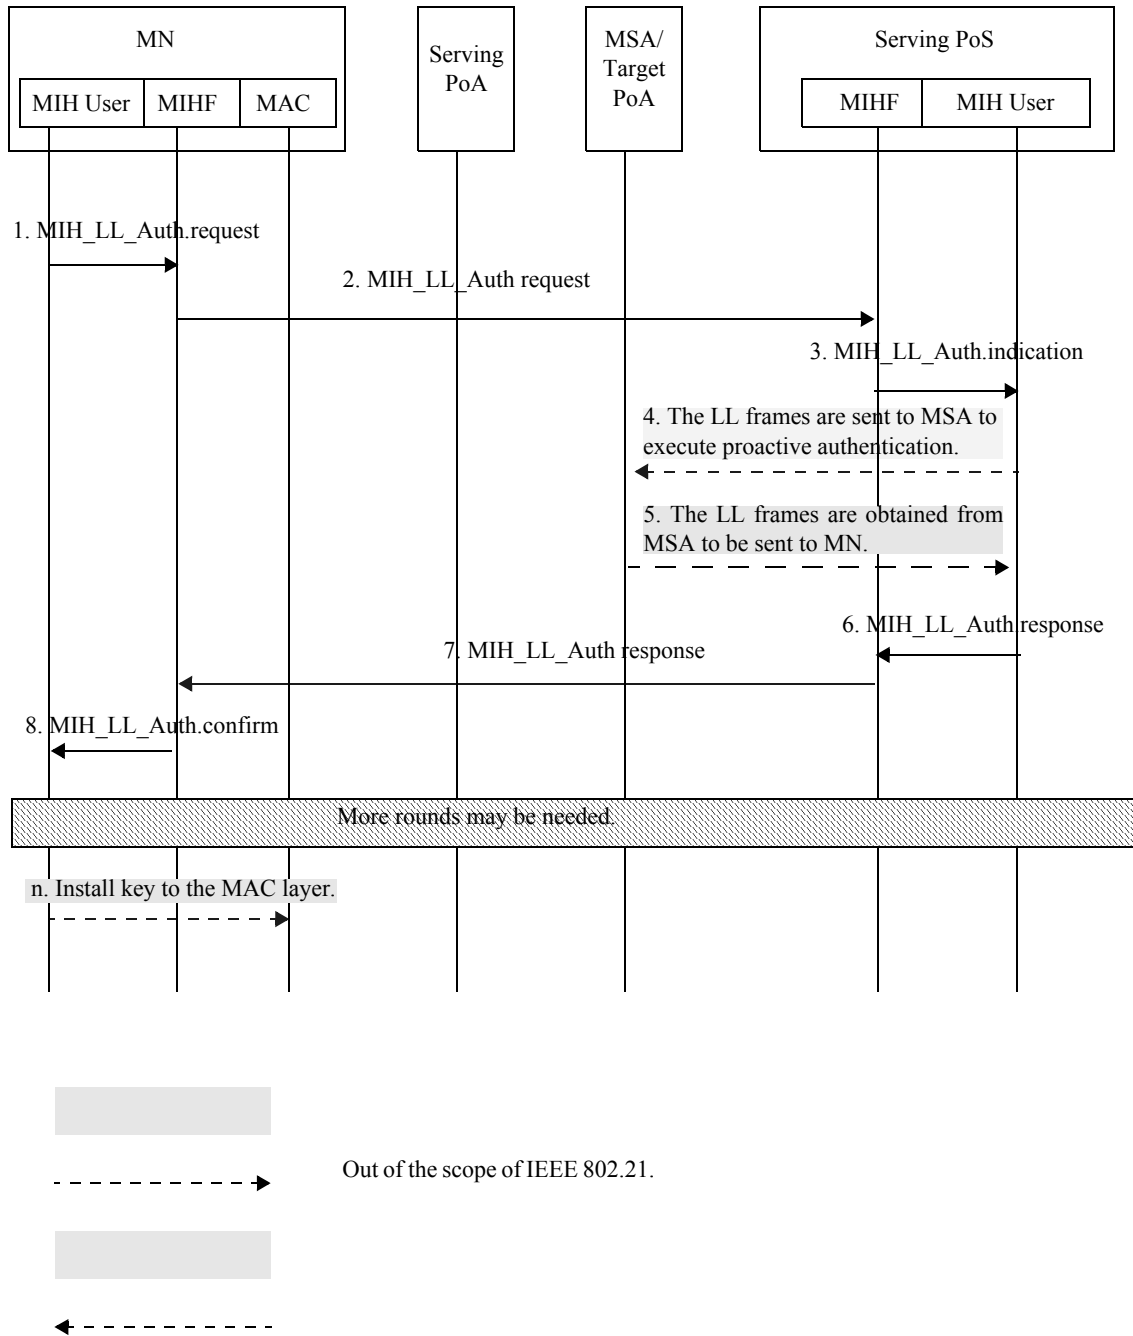 MN
Serving
PoA
MSA/
Target
PoA
Serving PoS
MIH User
MIHF
MAC
MIHF
MIH User
1. MIH_LL_Auth.request
2. MIH_LL_Auth request
3. MIH_LL_Auth.indication
4. The LL frames are sent to MSA to
execute proactive authentication.
5. The LL frames are obtained from
MSA to be sent to MN.
6. MIH_LL_Auth.response
7. MIH_LL_Auth response
8. MIH_LL_Auth.confirm
More rounds may be needed.
n. Install key to the MAC layer.
Out of the scope of IEEE 802.21.